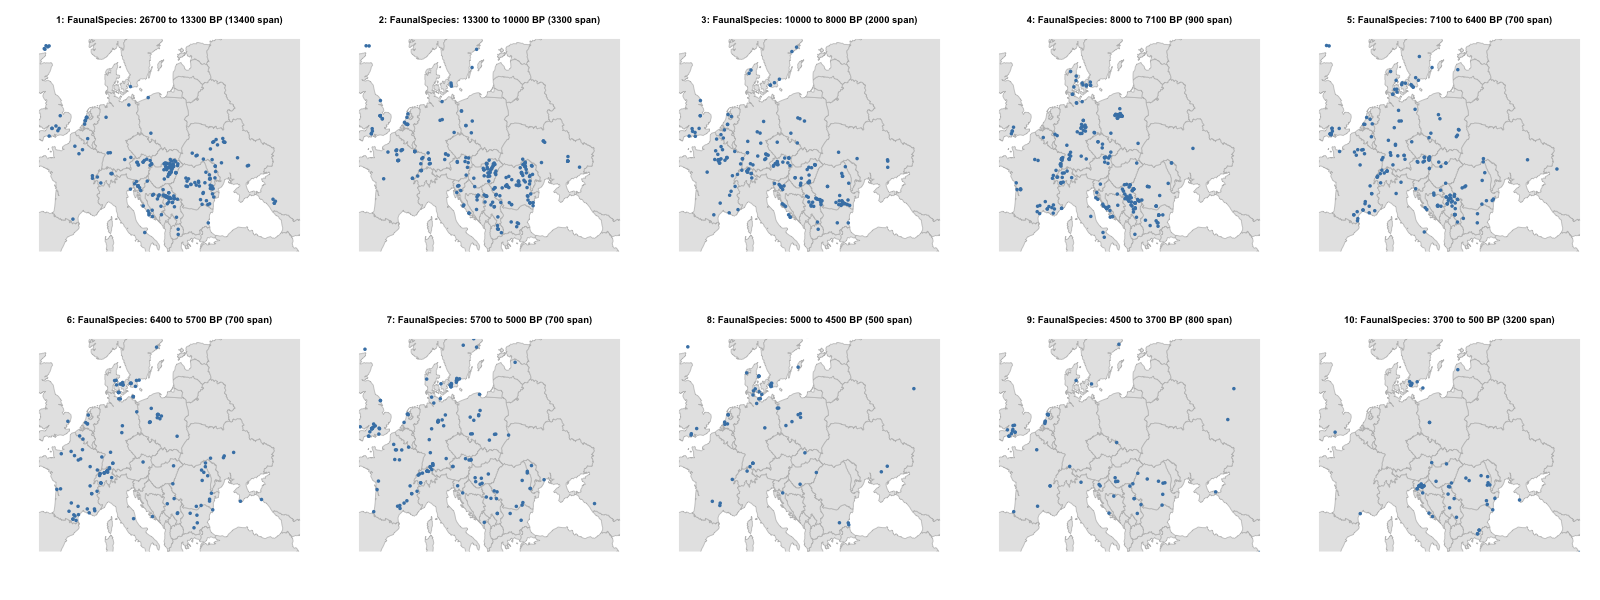 1: FaunalSpecies: 26700 to 13300 BP (13400 span)
2: FaunalSpecies: 13300 to 10000 BP (3300 span)
3: FaunalSpecies: 10000 to 8000 BP (2000 span)
4: FaunalSpecies: 8000 to 7100 BP (900 span)
5: FaunalSpecies: 7100 to 6400 BP (700 span)
6: FaunalSpecies: 6400 to 5700 BP (700 span)
7: FaunalSpecies: 5700 to 5000 BP (700 span)
8: FaunalSpecies: 5000 to 4500 BP (500 span)
9: FaunalSpecies: 4500 to 3700 BP (800 span)
10: FaunalSpecies: 3700 to 500 BP (3200 span)